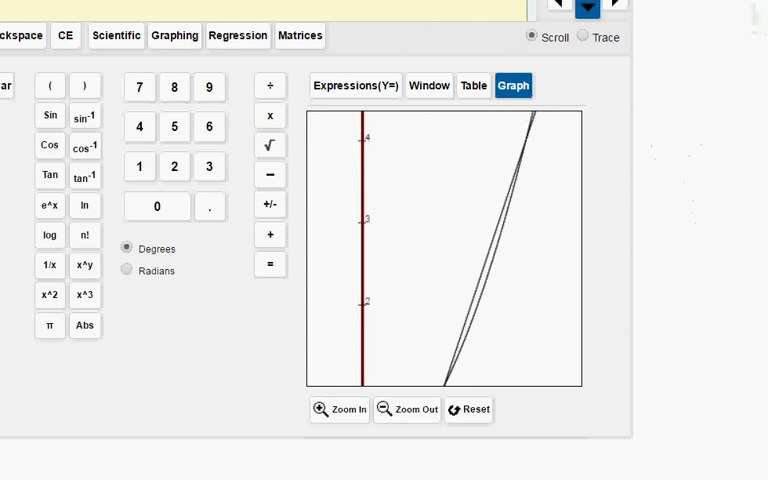 ckspace CE Scientific Graphing Regression Matrices Scroll Trace
ar ( ) 7 8 9 ÷ Expressions(Y=) Window Table Graph
Sin sin-1 4 5 6 x
Cos cos-1 √
Tan tan-1 1 2 3 −
e^x ln 0 . +/-
log n! +
Degrees
1/x x^y Radians =
x^2 x^3
π Abs
4
3
2
Zoom In Zoom Out Reset